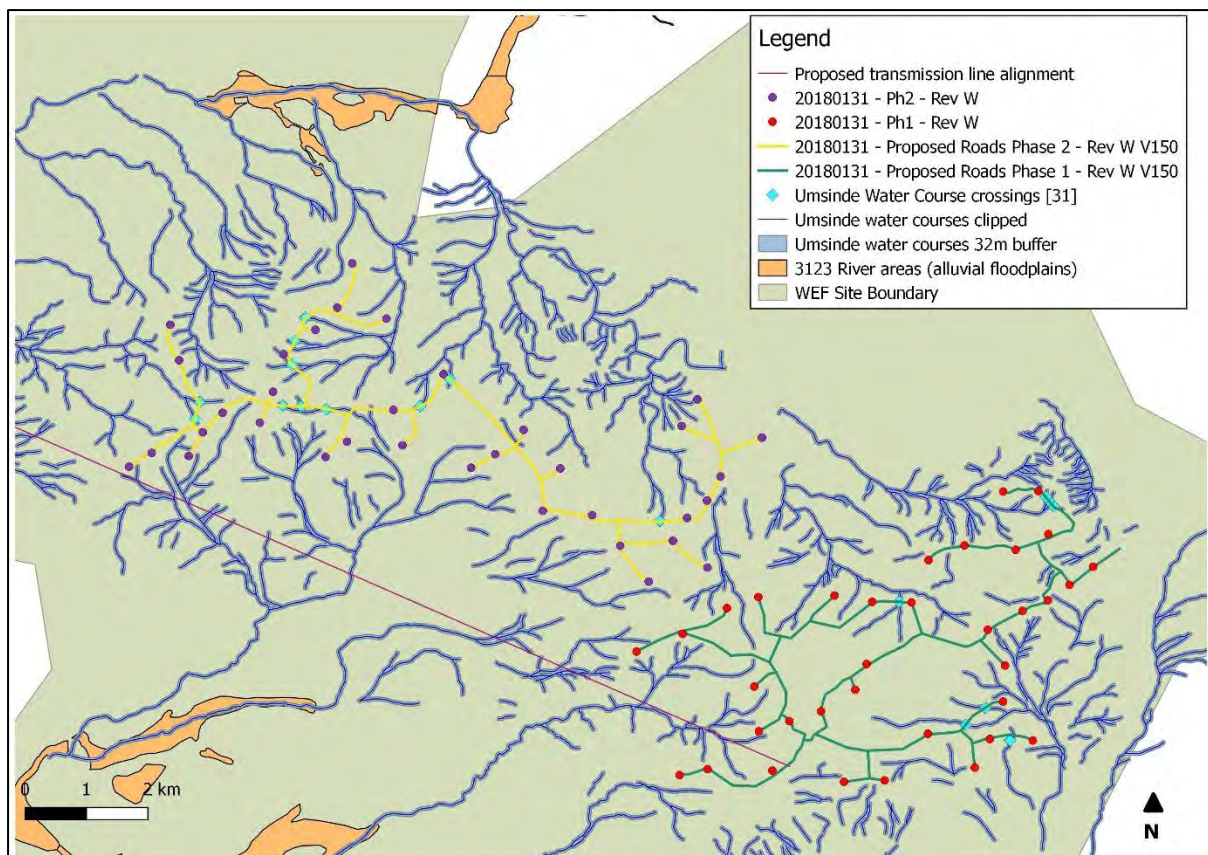 Legend
Proposed transmission line alignment
20180131 - Ph2 - Rev W
20180131 - Ph1 - Rev W
20180131 - Proposed Roads Phase 2 - Rev W V150
20180131 - Proposed Roads Phase 1 - Rev W V150
Umsinde Water Course crossings [31]
Umsinde water courses clipped
Umsinde water courses 32m buffer
3123 River areas (alluvial floodplains)
WEF Site Boundary
0 1 2 km
N